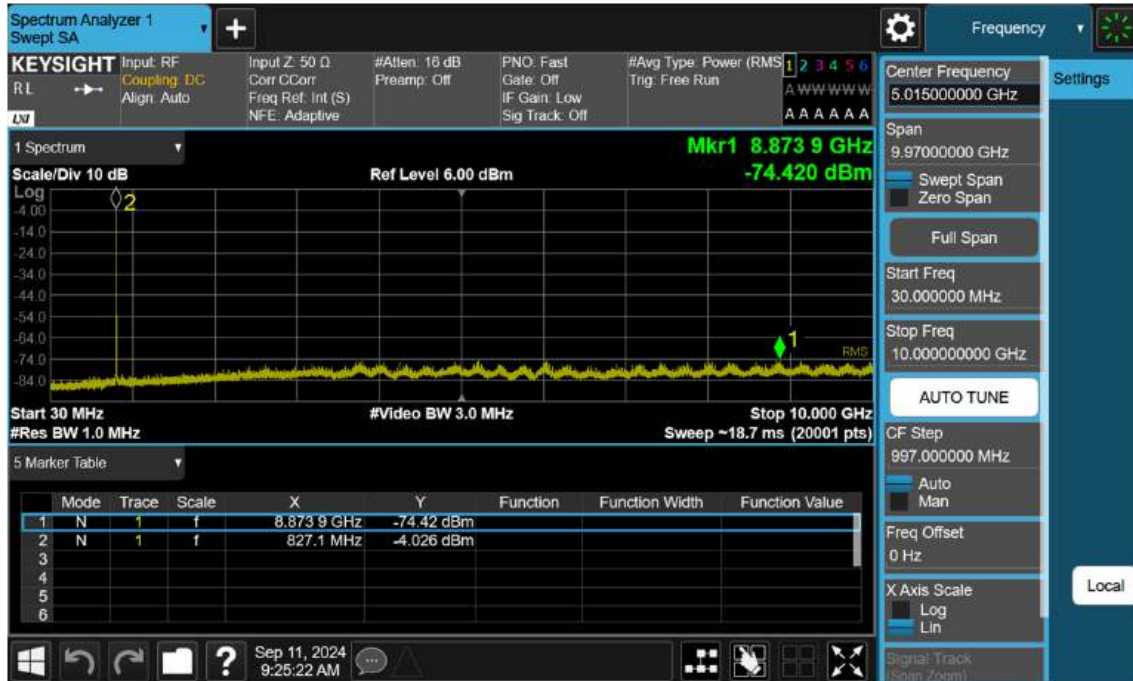 Spectrum Analyzer 1
Swept SA
Frequency
KEYSIGHT
RL
LXI
Input: RF
Coupling: DC
Align: Auto
Input Z: 50 Ω
Corr CCorr
Freq Ref: Int (S)
NFE: Adaptive
#Atten: 16 dB
Preamp: Off
PNO: Fast
Gate: Off
IF Gain: Low
Sig Track: Off
#Avg Type: Power (RMS
Trig: Free Run
1 2 3 4 5 6
A W W W W W
A A A A A A
1 Spectrum
Mkr1 8.873 9 GHz
Scale/Div 10 dB
Ref Level 6.00 dBm
-74.420 dBm
Log
-4.00
-14.0
-24.0
-34.0
-44.0
-54.0
-64.0
-74.0
-84.0
2
1
RMS
Start 30 MHz
#Video BW 3.0 MHz
Stop 10.000 GHz
#Res BW 1.0 MHz
Sweep ~18.7 ms (20001 pts)
5 Marker Table
Mode Trace Scale X Y Function Function Width Function Value
1 N 1 f 8.873 9 GHz -74.42 dBm
2 N 1 f 827.1 MHz -4.026 dBm
3
4
5
6
?
Sep 11, 2024
9:25:22 AM
Center Frequency
5.015000000 GHz
Settings
Span
9.97000000 GHz
Swept Span
Zero Span
Full Span
Start Freq
30.000000 MHz
Stop Freq
10.000000000 GHz
AUTO TUNE
CF Step
997.000000 MHz
Auto
Man
Freq Offset
0 Hz
X Axis Scale
Log
Lin
Local
Signal Track
(Span Zoom)